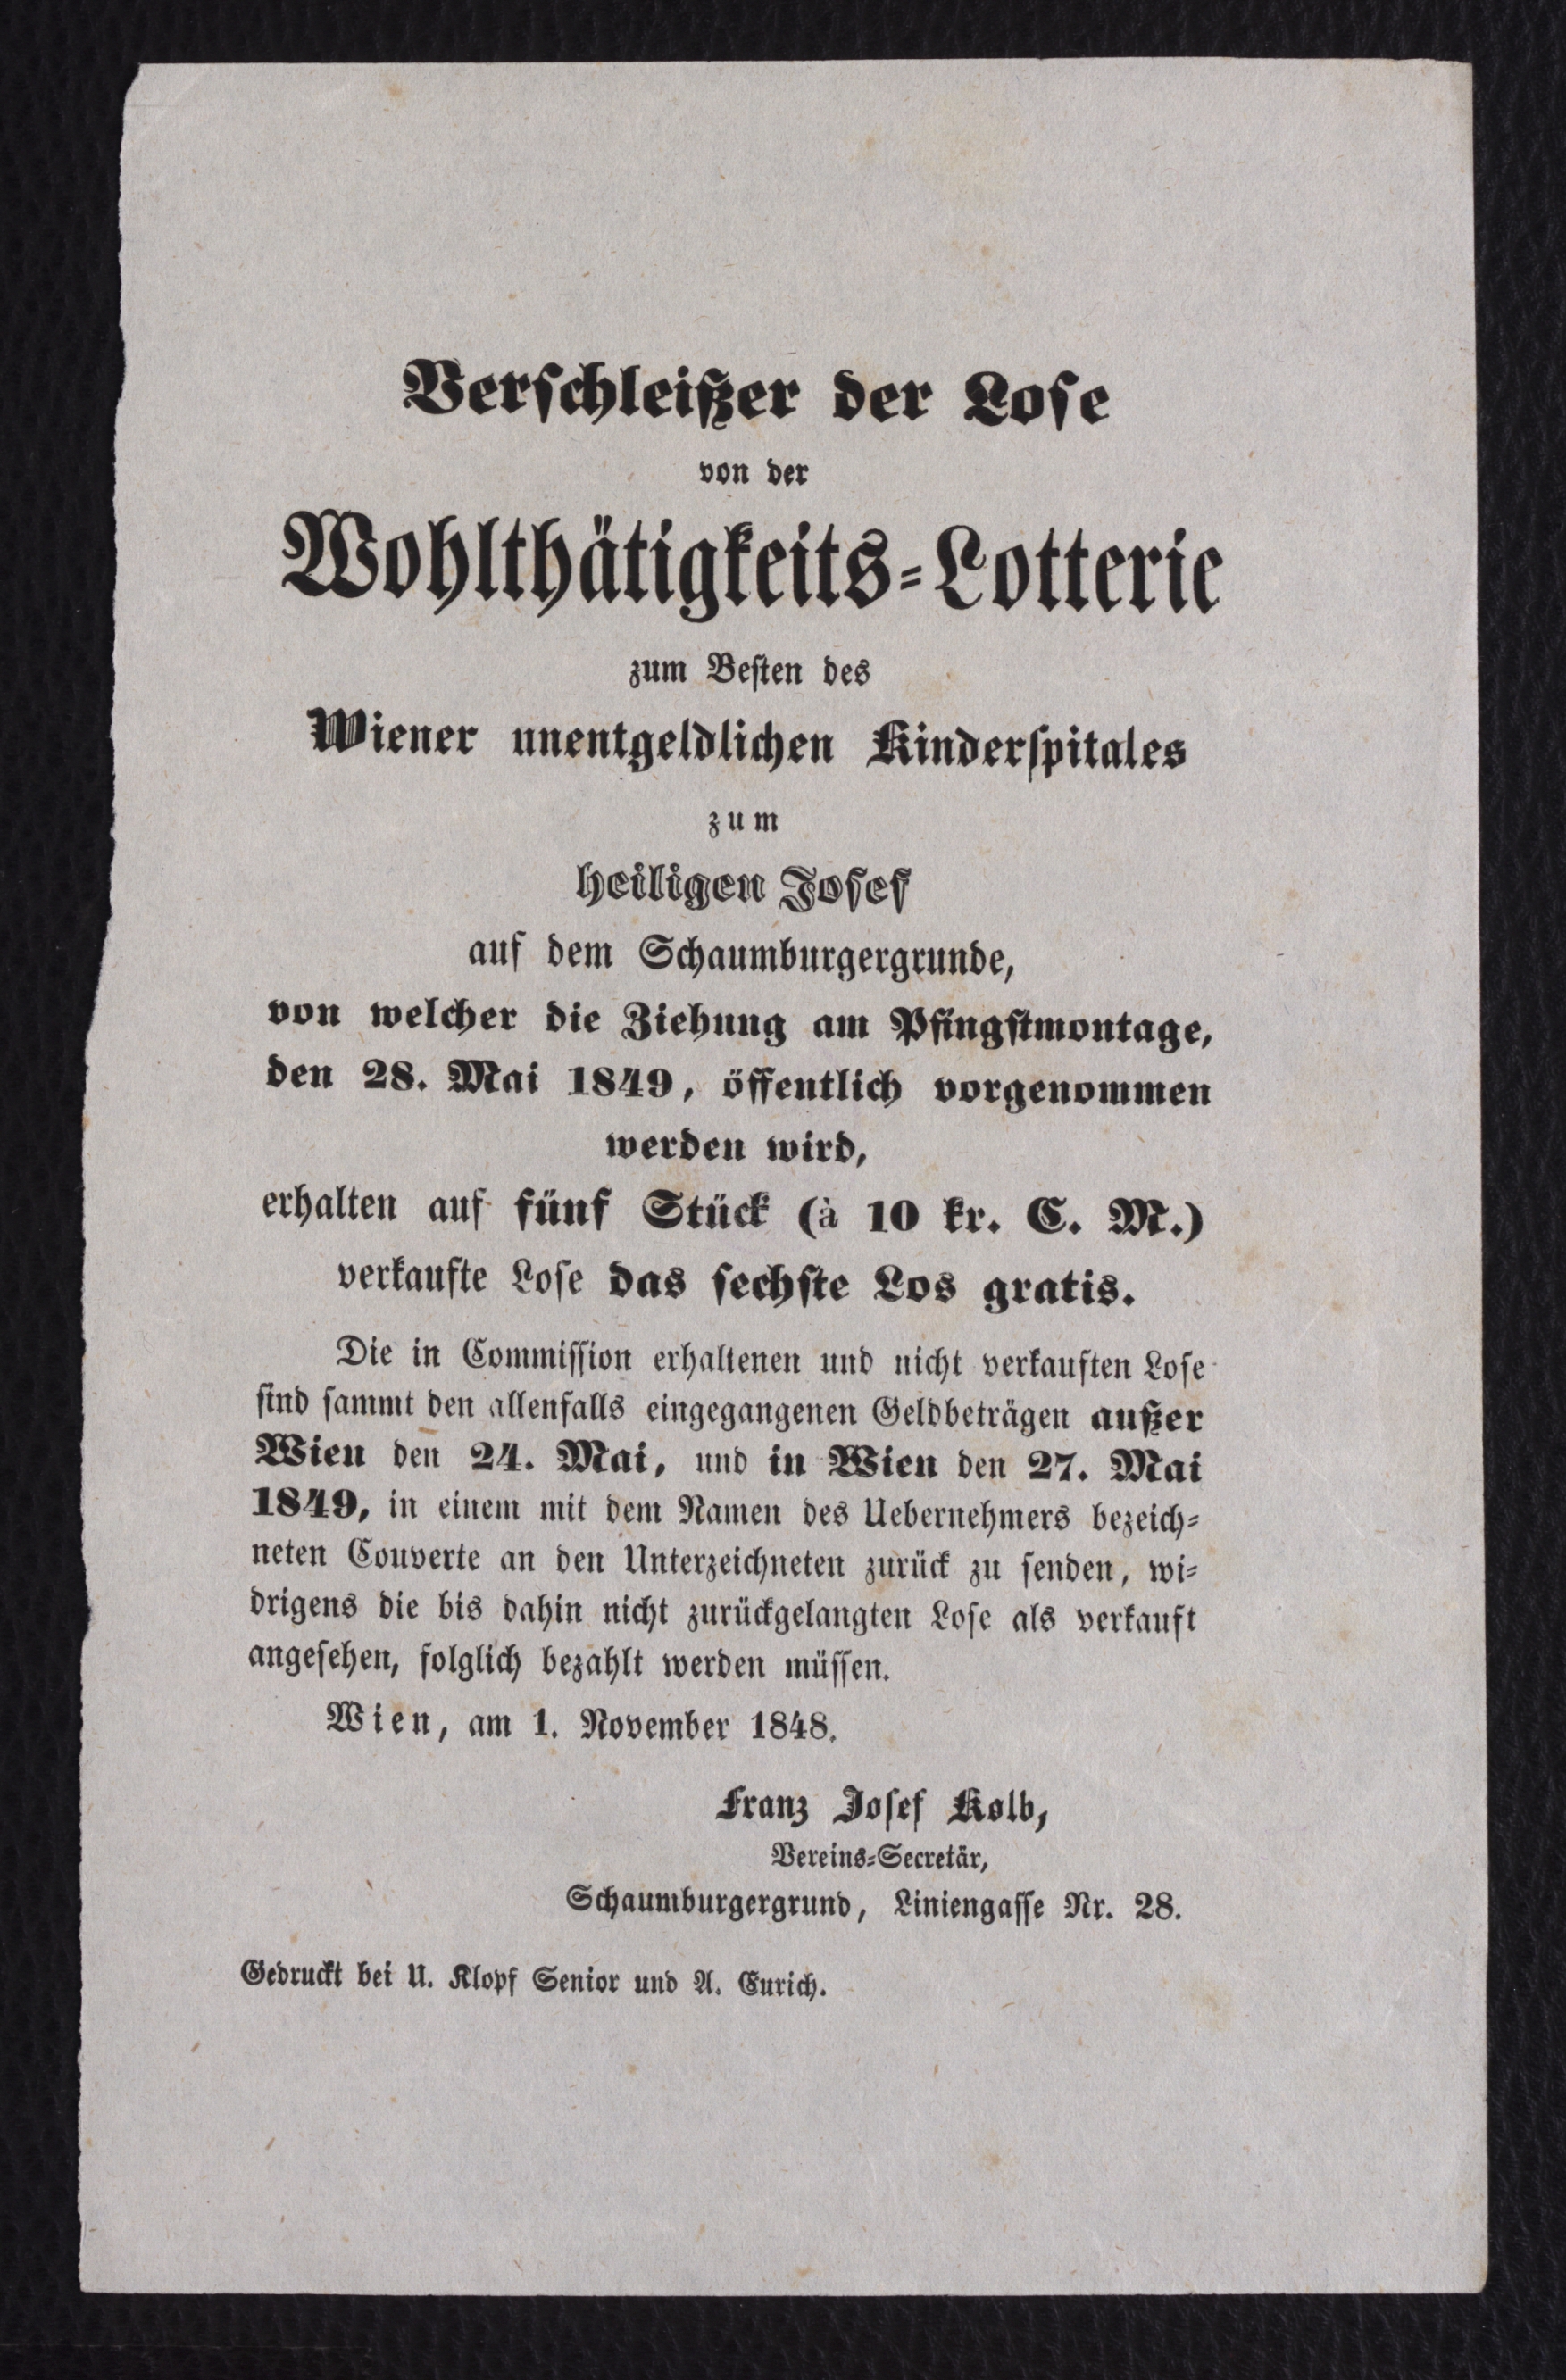 Verschleißer der Lose
von der
Wohlthätigkeits-Lotterie
zum Besten des
Wiener unentgeldlichen Kinderspitales
zum
heiligen Josef
auf dem Schaumburgergrunde,
von welcher die Ziehung am Pfingstmontage,
den 28. Mai 1849, öffentlich vorgenommen
werden wird,
erhalten auf fünf Stück (à 10 kr. C. M.)
verkaufte Lose das sechste Los gratis.
Die in Commission erhaltenen und nicht verkauften Lose
sind sammt den allenfalls eingegangenen Geldbeträgen außer
Wien den 24. Mai, und in Wien den 27. Mai
1849, in einem mit dem Namen des Uebernehmers bezeich-
neten Couverte an den Unterzeichneten zurück zu senden, wi-
drigens die bis dahin nicht zurückgelangten Lose als verkauft
angesehen, folglich bezahlt werden müssen.
Wien, am 1. November 1848.
Franz Josef Kolb,
Vereins-Secretär,
Schaumburgergrund, Liniengasse Nr. 28.
Gedruckt bei U. Klopf Senior und A. Eurich.